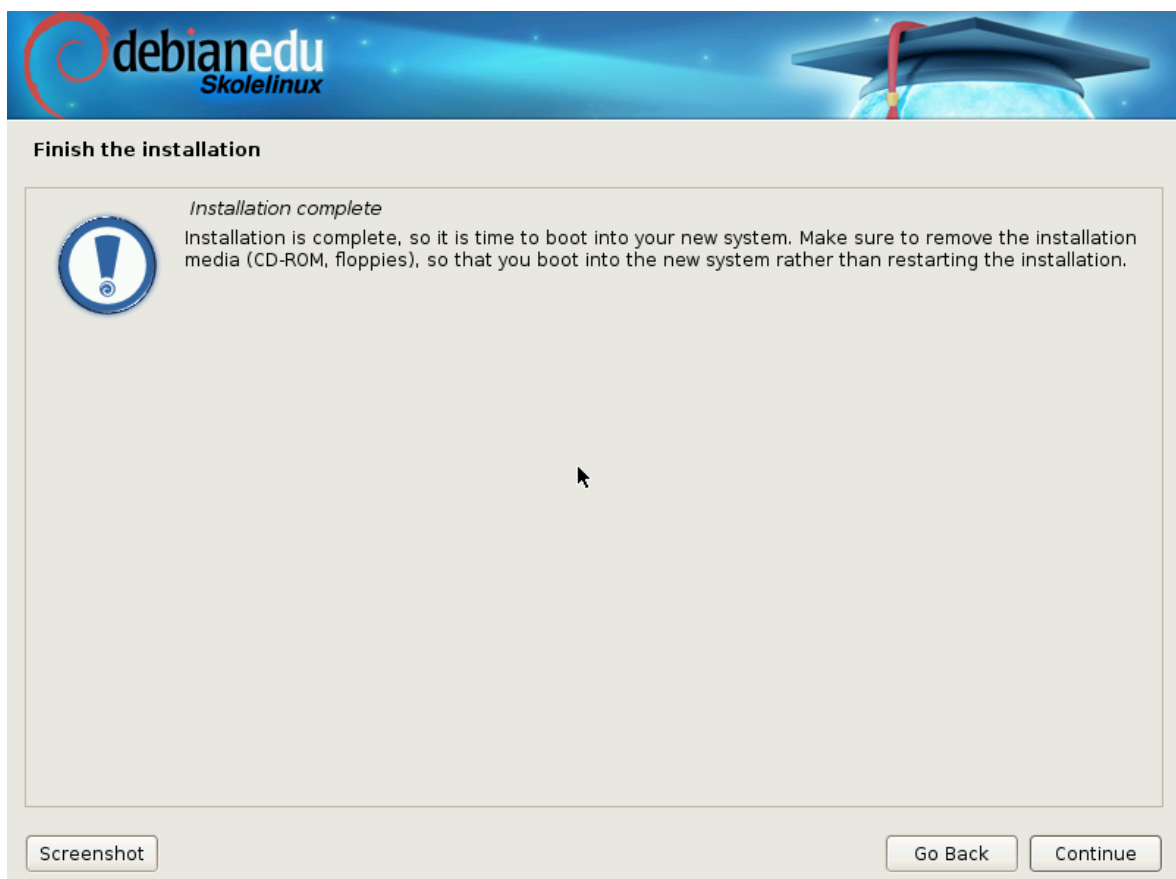 debianedu
Skolelinux
Finish the installation
Installation complete
Installation is complete, so it is time to boot into your new system. Make sure to remove the installation
media (CD-ROM, floppies), so that you boot into the new system rather than restarting the installation.
Screenshot
Go Back
Continue